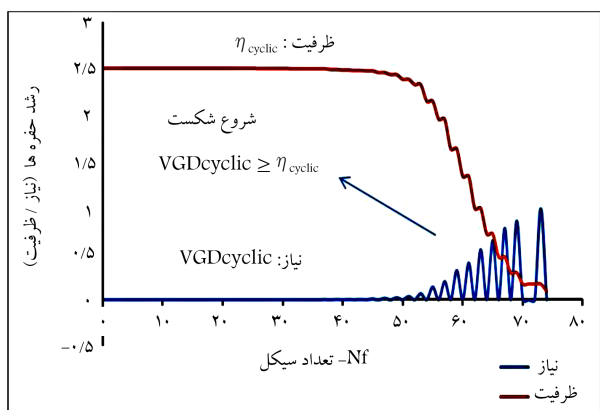 رشد حفره ها (نیاز / ظرفیت)
۳
۲/۵
۲
۱/۵
۱
۰/۵
۰
−۰/۵
ظرفیت: η cyclic
شروع شکست
VGDcyclic ≥ η cyclic
نیاز: VGDcyclic
۰ ۱۰ ۲۰ ۳۰ ۴۰ ۵۰ ۶۰ ۷۰ ۸۰
Nf- تعداد سیکل
نیاز
ظرفیت